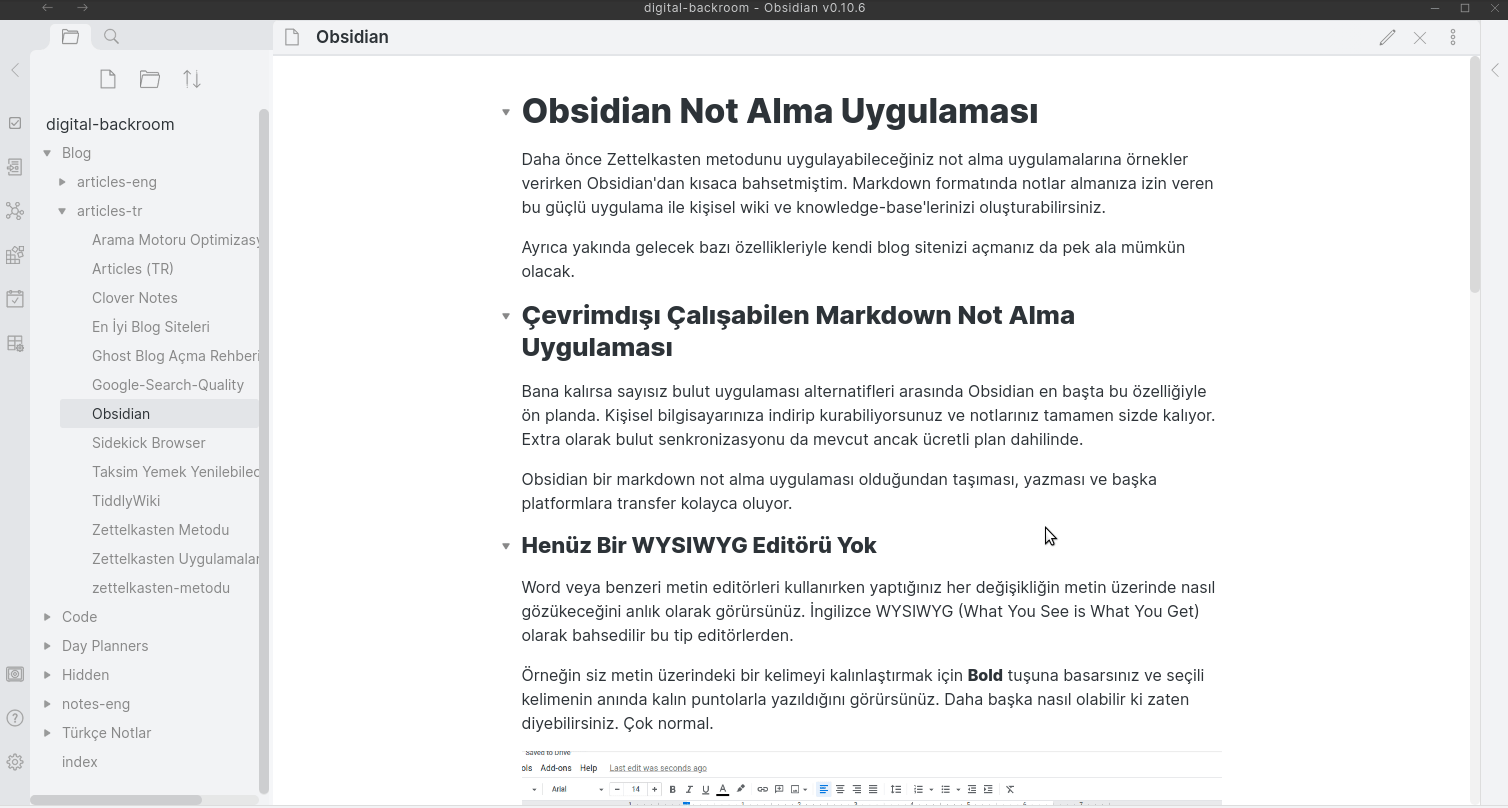 digital-backroom - Obsidian v0.10.6
Obsidian
digital-backroom
Blog
articles-eng
articles-tr
Arama Motoru Optimizasy
Articles (TR)
Clover Notes
En İyi Blog Siteleri
Ghost Blog Açma Rehberi
Google-Search-Quality
Obsidian
Sidekick Browser
Taksim Yemek Yenilebilec
TiddlyWiki
Zettelkasten Metodu
Zettelkasten Uygulamalar
zettelkasten-metodu
Code
Day Planners
Hidden
notes-eng
Türkçe Notlar
index
Obsidian Not Alma Uygulaması
Daha önce Zettelkasten metodunu uygulayabileceğiniz not alma uygulamalarına örnekler
verirken Obsidian'dan kısaca bahsetmiştim. Markdown formatında notlar almanıza izin veren
bu güçlü uygulama ile kişisel wiki ve knowledge-base'lerinizi oluşturabilirsiniz.
Ayrıca yakında gelecek bazı özellikleriyle kendi blog sitenizi açmanız da pek ala mümkün
olacak.
Çevrimdışı Çalışabilen Markdown Not Alma
Uygulaması
Bana kalırsa sayısız bulut uygulaması alternatifleri arasında Obsidian en başta bu özelliğiyle
ön planda. Kişisel bilgisayarınıza indirip kurabiliyorsunuz ve notlarınız tamamen sizde kalıyor.
Extra olarak bulut senkronizasyonu da mevcut ancak ücretli plan dahilinde.
Obsidian bir markdown not alma uygulaması olduğundan taşıması, yazması ve başka
platformlara transfer kolayca oluyor.
Henüz Bir WYSIWYG Editörü Yok
Word veya benzeri metin editörleri kullanırken yaptığınız her değişikliğin metin üzerinde nasıl
gözükeceğini anlık olarak görürsünüz. İngilizce WYSIWYG (What You See is What You Get)
olarak bahsedilir bu tip editörlerden.
Örneğin siz metin üzerindeki bir kelimeyi kalınlaştırmak için Bold tuşuna basarsınız ve seçili
kelimenin anında kalın puntolarla yazıldığını görürsünüz. Daha başka nasıl olabilir ki zaten
diyebilirsiniz. Çok normal.
Saved to Drive
ols Add-ons Help Last edit was seconds ago
Arial 14 B I U A
1 1 2 3 4 5 6 7